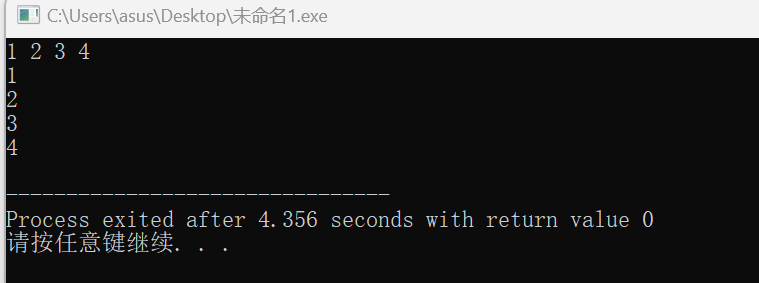 C:\Users\asus\Desktop\未命名1.exe
1 2 3 4
1
2
3
4
--------------------------------
Process exited after 4.356 seconds with return value 0
请按任意键继续. . .